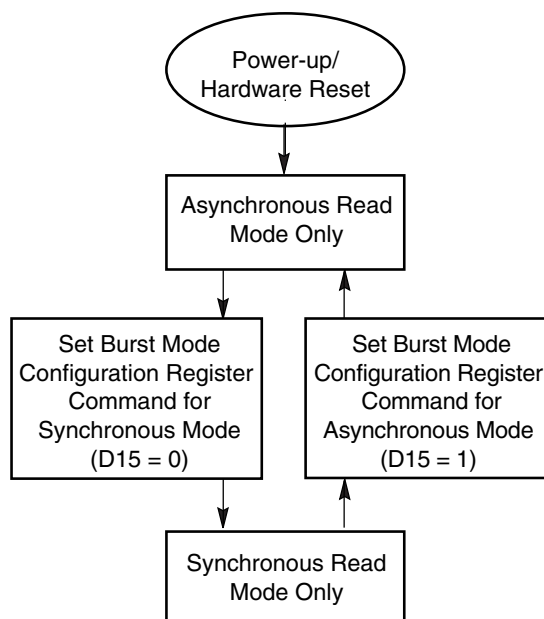 Power-up/
Hardware Reset
Asynchronous Read
Mode Only
Set Burst Mode
Configuration Register
Command for
Synchronous Mode
(D15 = 0)
Set Burst Mode
Configuration Register
Command for
Asynchronous Mode
(D15 = 1)
Synchronous Read
Mode Only